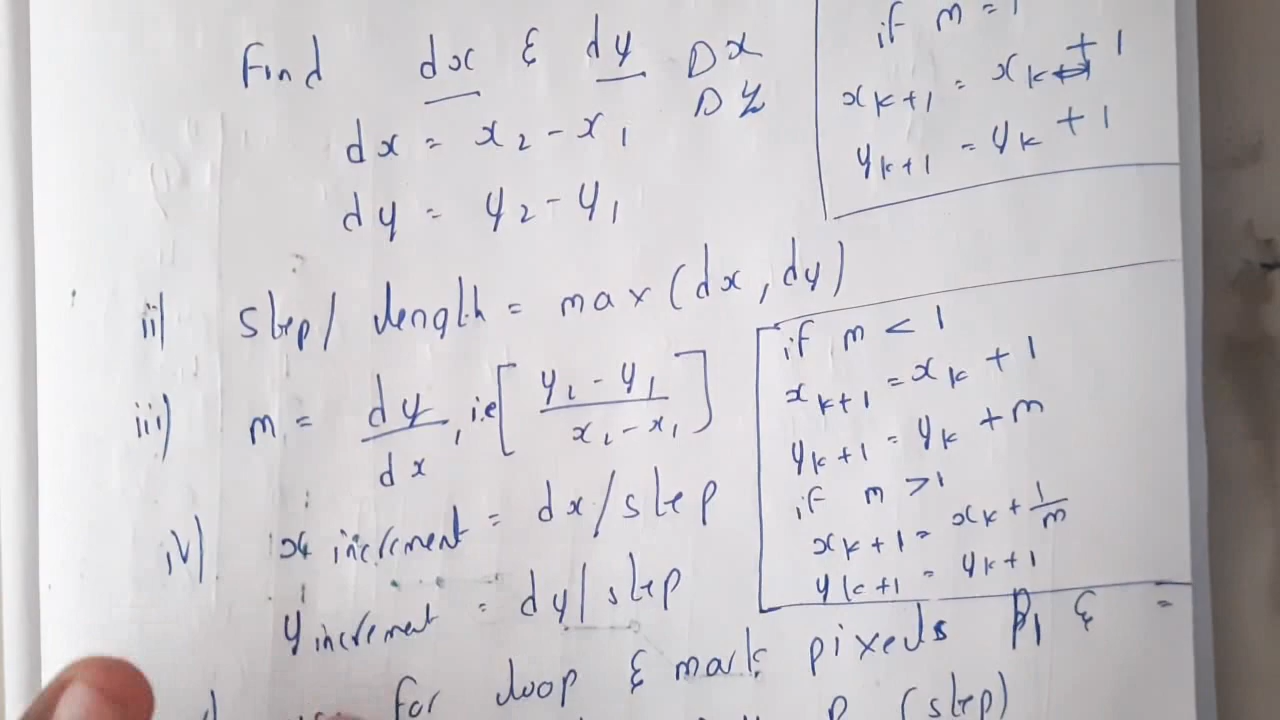 Find dx & dy Dx
Dy
dx = x2 - x1
dy = y2 - y1
if m = 1
xk+1 = xk + 1
yk+1 = yk + 1
ii) step/length = max(dx, dy)
iii) m = dy/dx, i.e [y2 - y1 / x2 - x1]
iv) x increment = dx/step
y increment = dy/step
if m < 1
xk+1 = xk + 1
yk+1 = yk + m
if m > 1
xk+1 = xk + 1/m
yk+1 = yk+1
for loop & mark pixels P1 & =
P (step)